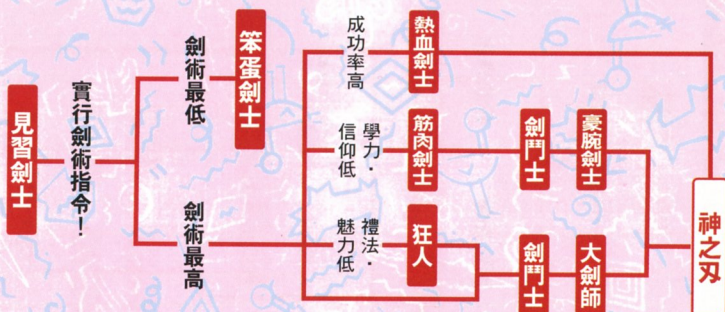 見習劍士
實行劍術指令！
劍術最低
笨蛋劍士
劍術最高
成功率高
熱血劍士
學力・
信仰低
筋肉劍士
劍鬥士
豪腕劍士
禮法・
魅力低
狂人
劍鬥士
大劍師
神之刃